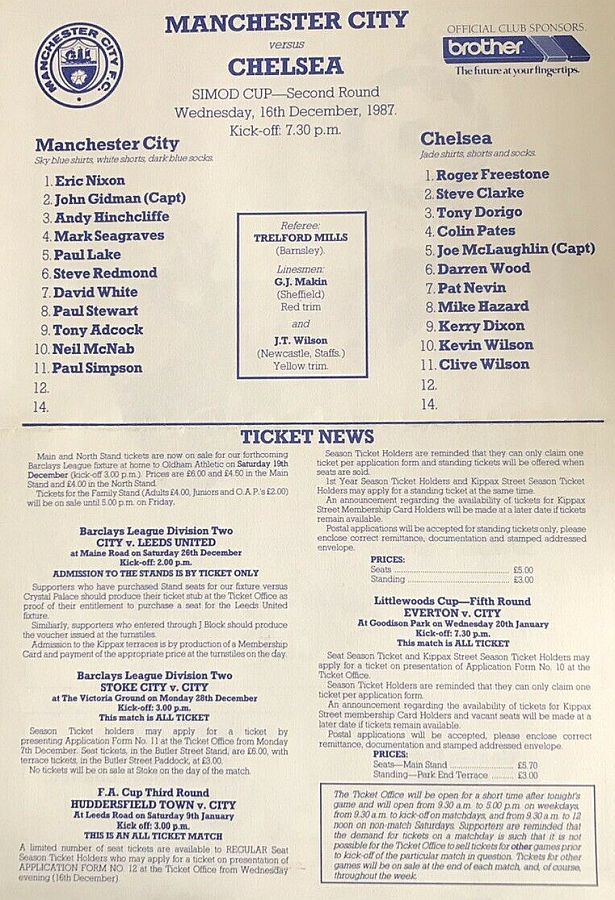 MANCHESTER CITY F.C.
MANCHESTER CITY
versus
CHELSEA
SIMOD CUP—Second Round
Wednesday, 16th December, 1987.
Kick-off: 7.30 p.m.
OFFICIAL CLUB SPONSORS.
brother
The future at your fingertips.
Manchester City
Sky blue shirts, white shorts, dark blue socks.
1. Eric Nixon
2. John Gidman (Capt)
3. Andy Hinchcliffe
4. Mark Seagraves
5. Paul Lake
6. Steve Redmond
7. David White
8. Paul Stewart
9. Tony Adcock
10. Neil McNab
11. Paul Simpson
12.
14.
Referee:
TRELFORD MILLS
(Barnsley).
Linesmen:
G.J. Makin
(Sheffield)
Red trim
and
J.T. Wilson
(Newcastle, Staffs.)
Yellow trim.
Chelsea
Jade shirts, shorts and socks.
1. Roger Freestone
2. Steve Clarke
3. Tony Dorigo
4. Colin Pates
5. Joe McLaughlin (Capt)
6. Darren Wood
7. Pat Nevin
8. Mike Hazard
9. Kerry Dixon
10. Kevin Wilson
11. Clive Wilson
12.
14.
TICKET NEWS
Main and North Stand tickets are now on sale for our forthcoming
Barclays League fixture at home to Oldham Athletic on Saturday 19th
December (kick-off 3.00 p.m.). Prices are £6.00 and £4.50 in the Main
Stand and £4.00 in the North Stand.
Tickets for the Family Stand (Adults £4.00, Juniors and O.A.P.'s £2.00)
will be on sale until 5.00 p.m. on Friday.
Barclays League Division Two
CITY v. LEEDS UNITED
at Maine Road on Saturday 26th December
Kick-off: 2.00 p.m.
ADMISSION TO THE STANDS IS BY TICKET ONLY
Supporters who have purchased Stand seats for our fixture versus
Crystal Palace should produce their ticket stub at the Ticket Office as
proof of their entitlement to purchase a seat for the Leeds United
fixture.
Similarly, supporters who entered through J Block should produce
the voucher issued at the turnstiles.
Admission to the Kippax terraces is by production of a Membership
Card and payment of the appropriate price at the turnstiles on the day.
Barclays League Division Two
STOKE CITY v. CITY
at The Victoria Ground on Monday 28th December
Kick-off: 3.00 p.m.
This match is ALL TICKET
Season Ticket holders may apply for a ticket by
presenting Application Form No. 11 at the Ticket Office from Monday
7th December. Seat tickets, in the Butler Street Stand, are £6.00, with
terrace tickets, in the Butler Street Paddock, at £3.00.
No tickets will be on sale at Stoke on the day of the match.
F.A. Cup Third Round
HUDDERSFIELD TOWN v. CITY
At Leeds Road on Saturday 9th January
Kick off: 3.00 p.m.
THIS IS AN ALL TICKET MATCH
A limited number of seat tickets are available to REGULAR Seat
Season Ticket Holders who may apply for a ticket on presentation of
APPLICATION FORM NO. 12 at the Ticket Office from Wednesday
evening (16th December).
Season Ticket Holders are reminded that they can only claim one
ticket per application form and standing tickets will be offered when
seats are sold.
1st Year Season Ticket Holders and Kippax Street Season Ticket
Holders may apply for a standing ticket at the same time.
An announcement regarding the availability of tickets for Kippax
Street Membership Card Holders will be made at a later date if tickets
remain available.
Postal applications will be accepted for standing tickets only, please
enclose correct remittance, documentation and stamped addressed
envelope.
PRICES:
Seats .......... £5.00
Standing .......... £3.00
Littlewoods Cup—Fifth Round
EVERTON v. CITY
At Goodison Park on Wednesday 20th January
Kick-off: 7.30 p.m.
This match is ALL TICKET
Seat Season Ticket and Kippax Street Season Ticket Holders may
apply for a ticket on presentation of Application Form No. 10 at the
Ticket Office.
Season Ticket Holders are reminded that they can only claim one
ticket per application form.
An announcement regarding the availability of tickets for Kippax
Street membership Card Holders and vacant seats will be made at a
later date if tickets remain available.
Postal applications will be accepted, please enclose correct
remittance, documentation and stamped addressed envelope.
PRICES:
Seats—Main Stand .......... £5.70
Standing—Park End Terrace .......... £3.00
The Ticket Office will be open for a short time after tonight's
game and will open from 9.30 a.m. to 5.00 p.m. on weekdays,
from 9.30 a.m. to kick-off on matchdays, and from 9.30 a.m. to 12
noon on non-match Saturdays. Supporters are reminded that
the demand for tickets on a matchday is such that it is not
possible for the Ticket Office to sell tickets for other games prior
to kick-off of the particular match in question. Tickets for other
games will be on sale at the end of each match, and, of course,
throughout the week.